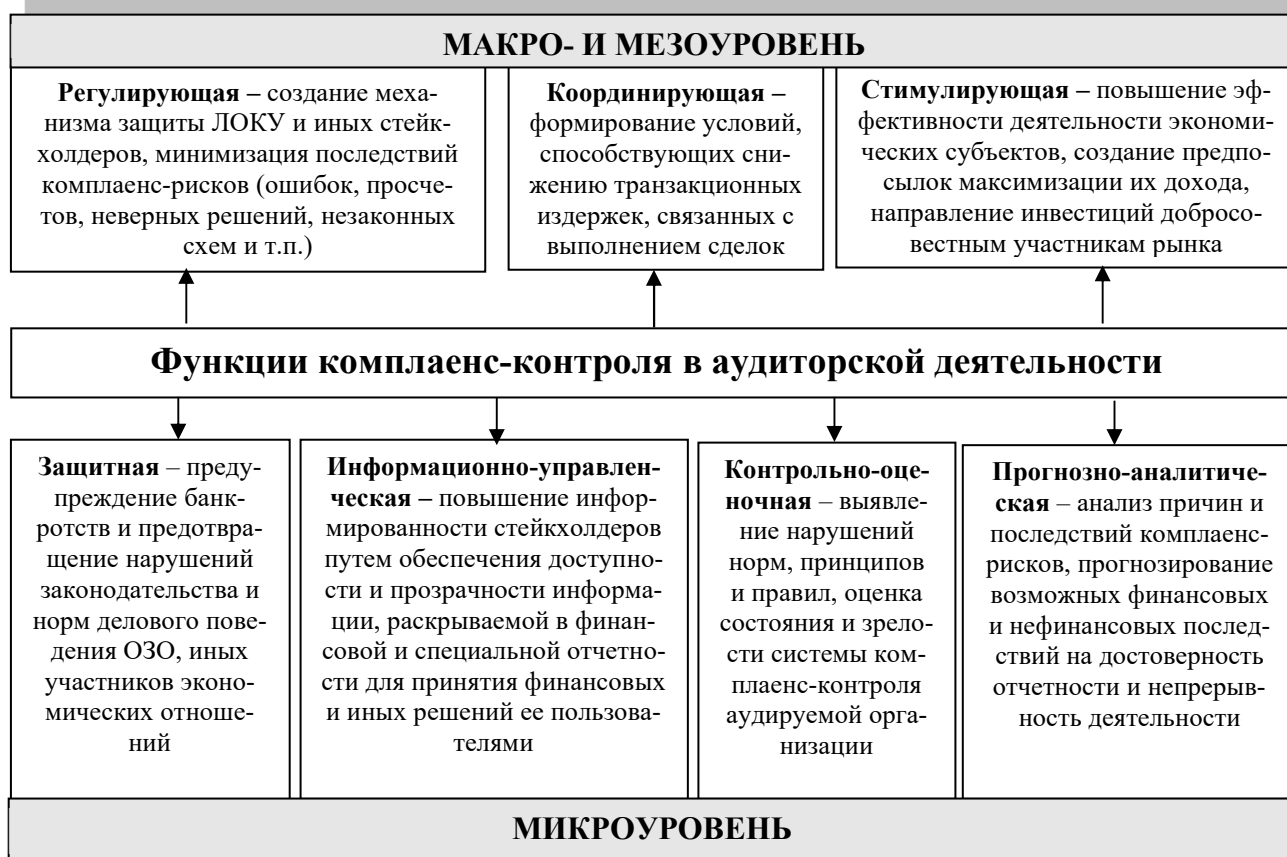 МАКРО- И МЕЗОУРОВЕНЬ
Регулирующая – создание меха-
низма защиты ЛОКУ и иных стейк-
холдеров, минимизация последствий
комплаенс-рисков (ошибок, просче-
тов, неверных решений, незаконных
схем и т.п.)
Координирующая –
формирование условий,
способствующих сни-
жению транзакционных
издержек, связанных с
выполнением сделок
Стимулирующая – повышение эф-
фективности деятельности экономи-
ческих субъектов, создание предпо-
сылок максимизации их дохода,
направление инвестиций добросо-
вестным участникам рынка
Функции комплаенс-контроля в аудиторской деятельности
Защитная – преду-
преждение банк-
ротств и предотвра-
щение нарушений
законодательства и
норм делового пове-
дения ОЗО, иных
участников эконо-
мических отноше-
ний
Информационно-управлен-
ческая – повышение инфор-
мированности стейкхолдеров
путем обеспечения доступно-
сти и прозрачности информа-
ции, раскрываемой в финан-
совой и специальной отчетно-
сти для принятия финансовых
и иных решений ее пользова-
телями
Контрольно-оце-
ночная – выявле-
ние нарушений
норм, принципов
и правил, оценка
состояния и зрело-
сти системы ком-
плаенс-контроля
аудируемой орга-
низации
Прогнозно-аналитиче-
ская – анализ причин и
последствий комплаенс-
рисков, прогнозирование
возможных финансовых
и нефинансовых послед-
ствий на достоверность
отчетности и непрерыв-
ность деятельности
МИКРОУРОВЕНЬ